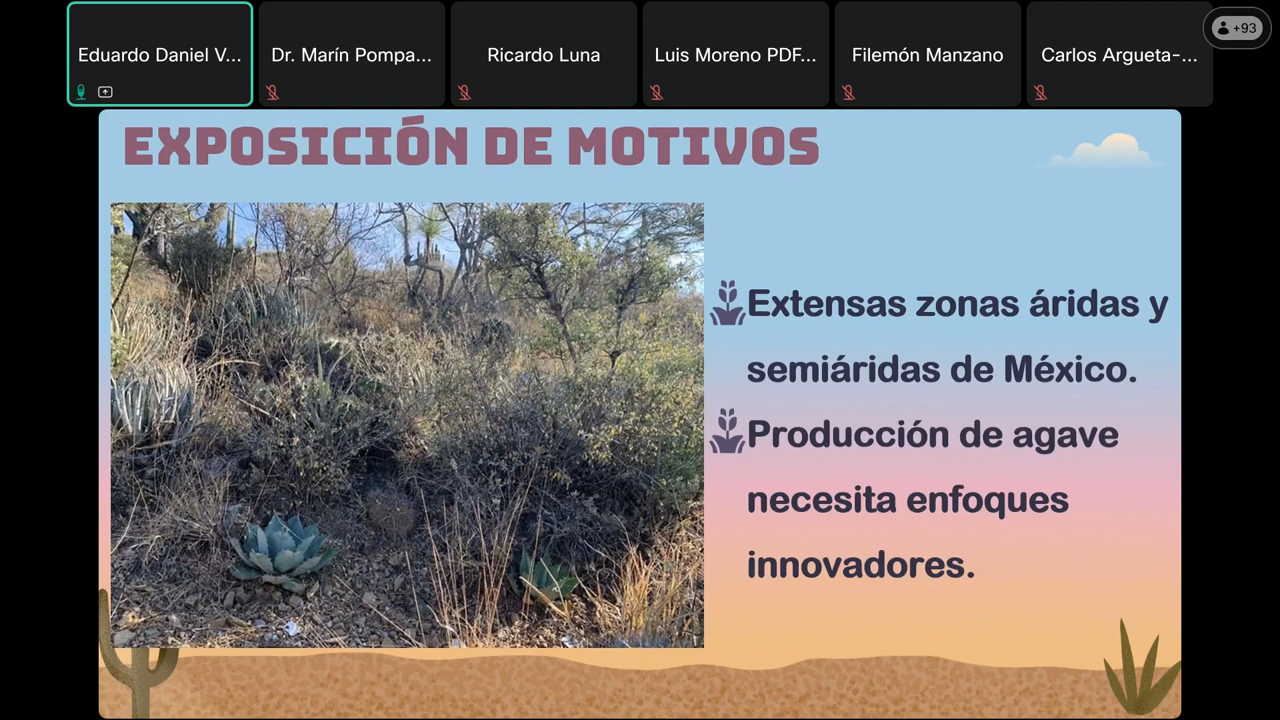 Eduardo Daniel V...
Dr. Marín Pompa...
Ricardo Luna
Luis Moreno PDF...
Filemón Manzano
Carlos Argueta-...
+93
EXPOSICIÓN DE MOTIVOS
Extensas zonas áridas y
semiáridas de México.
Producción de agave
necesita enfoques
innovadores.